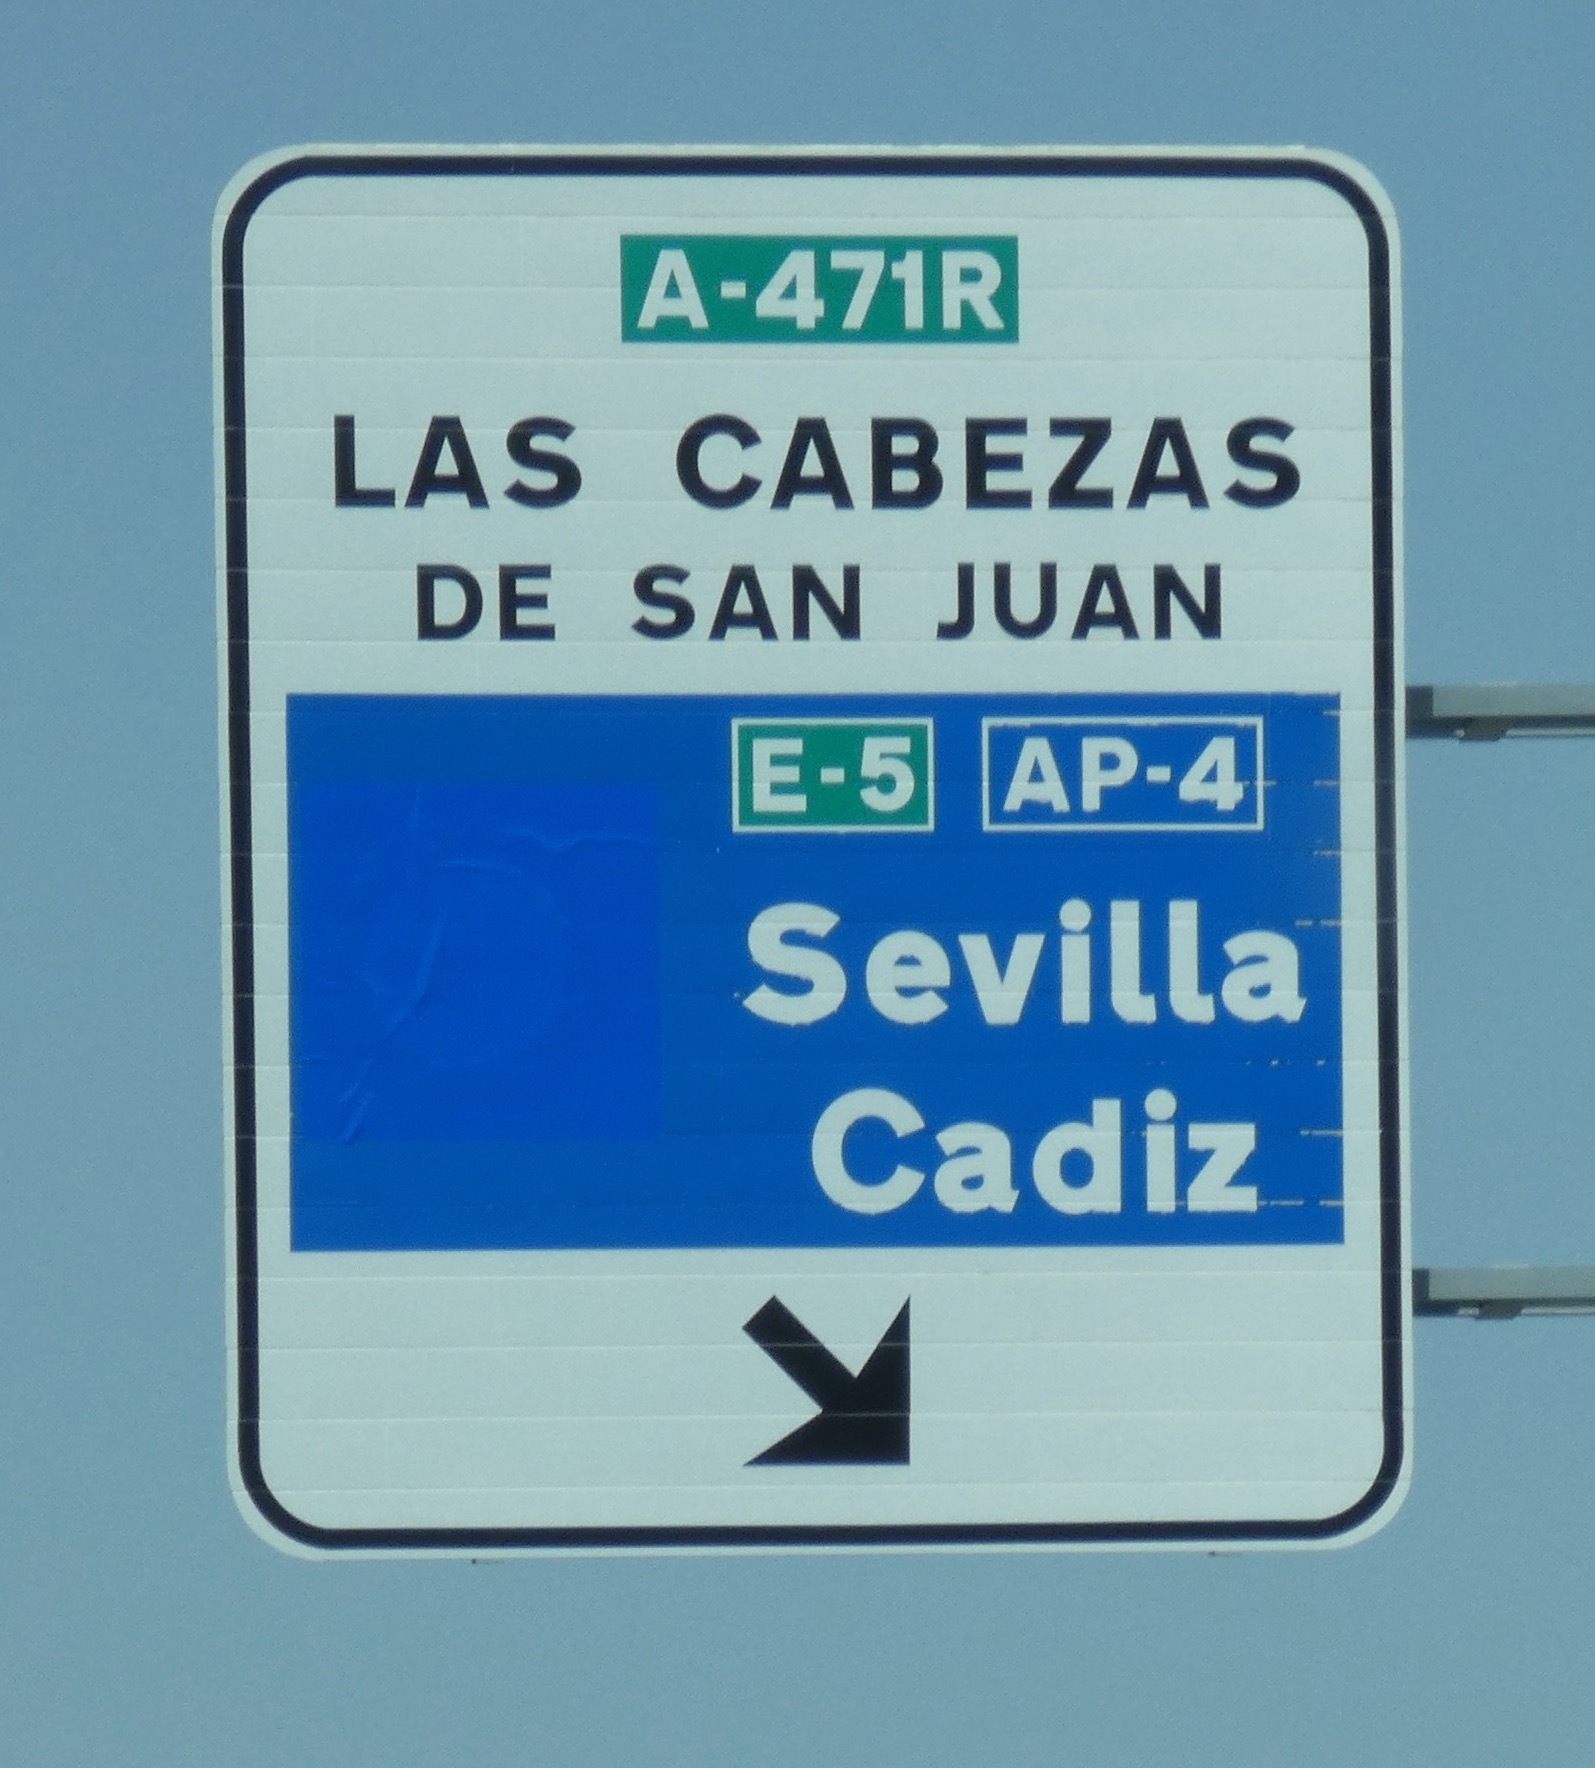 A-471R
LAS CABEZAS
DE SAN JUAN
E-5 AP-4
Sevilla
Cadiz